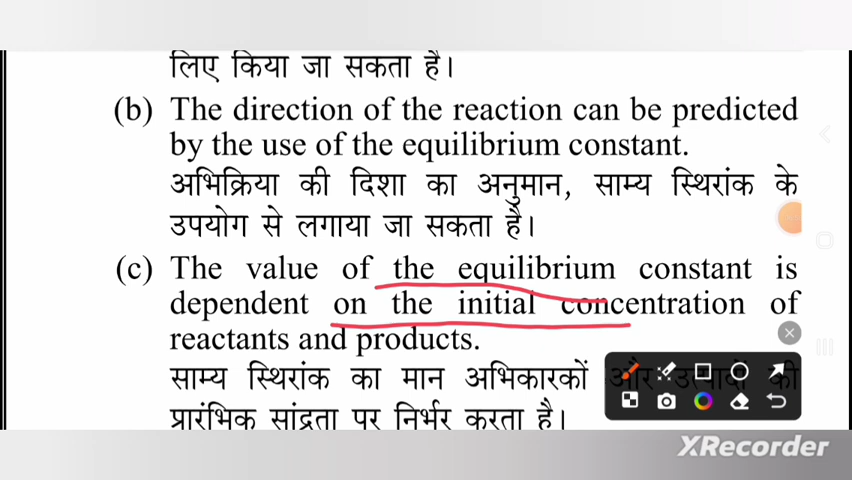 लिए किया जा सकता है।
(b) The direction of the reaction can be predicted
by the use of the equilibrium constant.
अभिक्रिया की दिशा का अनुमान, साम्य स्थिरांक के
उपयोग से लगाया जा सकता है।
(c) The value of the equilibrium constant is
dependent on the initial concentration of
reactants and products.
साम्य स्थिरांक का मान अभिकारकों और उत्पादों की
प्रारंभिक सांद्रता पर निर्भर करता है।
XRecorder